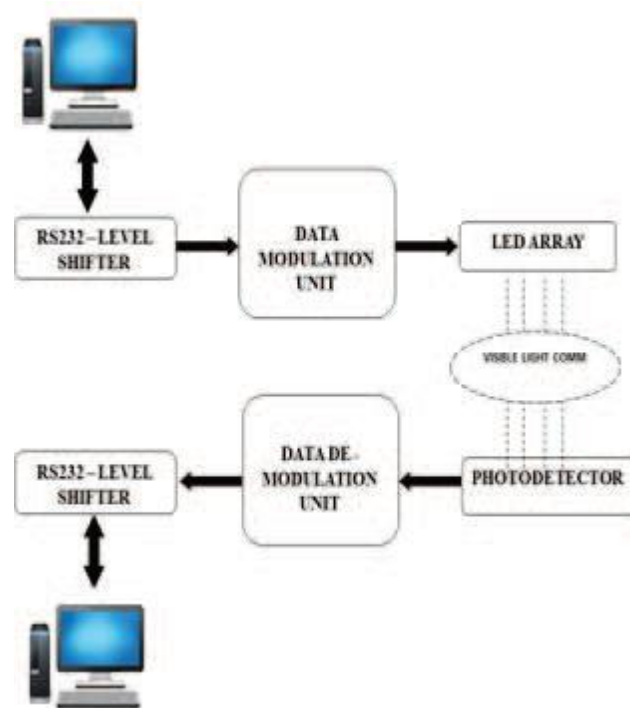 RS232 – LEVEL
SHIFTER
DATA
MODULATION
UNIT
LED ARRAY
VISIBLE LIGHT COMM
RS232 – LEVEL
SHIFTER
DATA DE-
MODULATION
UNIT
PHOTODETECTOR